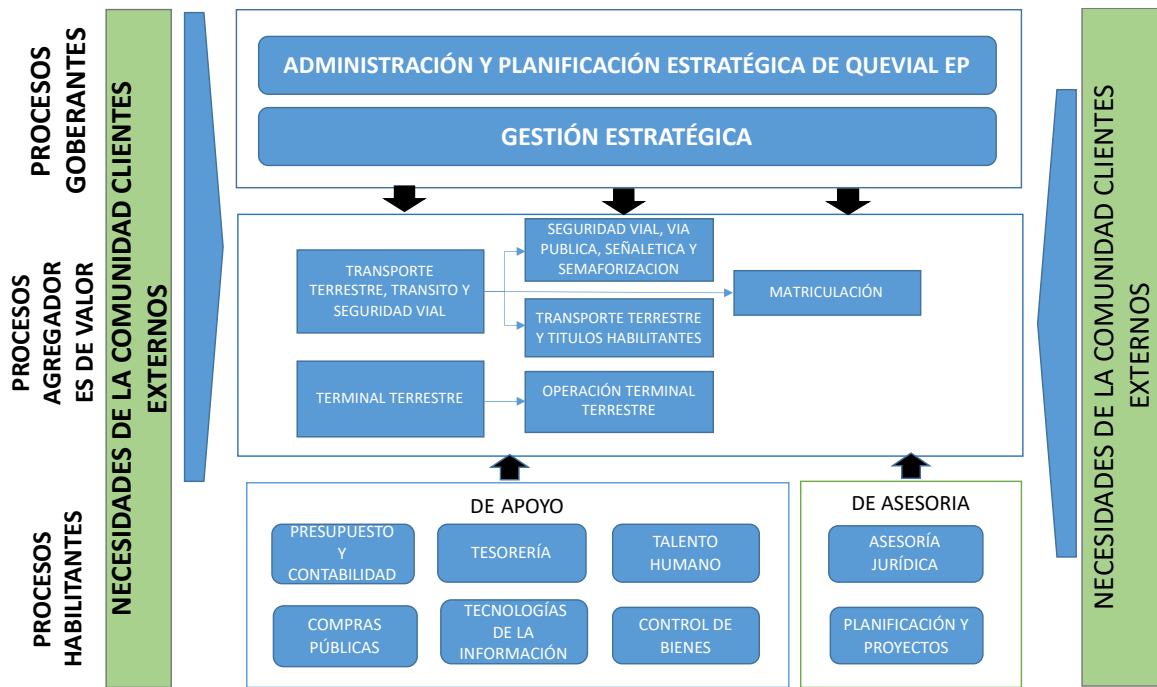 PROCESOS
GOBERANTES
PROCESOS
AGREGADOR
ES DE VALOR
PROCESOS
HABILITANTES
NECESIDADES DE LA COMUNIDAD CLIENTES
EXTERNOS
ADMINISTRACIÓN Y PLANIFICACIÓN ESTRATÉGICA DE QUEVIAL EP
GESTIÓN ESTRATÉGICA
TRANSPORTE
TERRESTRE, TRANSITO Y
SEGURIDAD VIAL
SEGURIDAD VIAL, VIA
PUBLICA, SEÑALETICA Y
SEMAFORIZACION
MATRICULACIÓN
TRANSPORTE TERRESTRE
Y TITULOS HABILITANTES
TERMINAL TERRESTRE
OPERACIÓN TERMINAL
TERRESTRE
DE APOYO
PRESUPUESTO
Y
CONTABILIDAD
TESORERÍA
TALENTO
HUMANO
COMPRAS
PÚBLICAS
TECNOLOGÍAS
DE LA
INFORMACIÓN
CONTROL DE
BIENES
DE ASESORIA
ASESORÍA
JURÍDICA
PLANIFICACIÓN Y
PROYECTOS
NECESIDADES DE LA COMUNIDAD CLIENTES
EXTERNOS